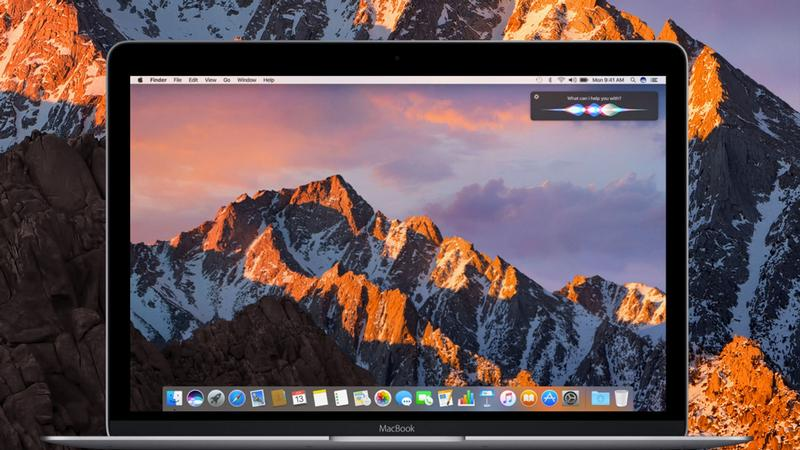 Finder File Edit View Go Window Help
Mon 9:41 AM
What can I help you with?
13
MacBook